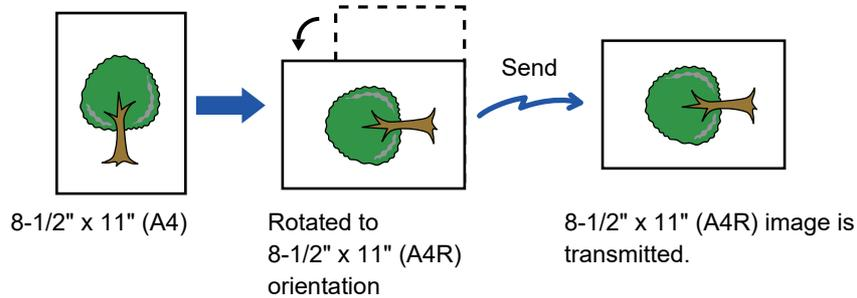 Send
8-1/2" x 11" (A4)
Rotated to
8-1/2" x 11" (A4R)
orientation
8-1/2" x 11" (A4R) image is
transmitted.